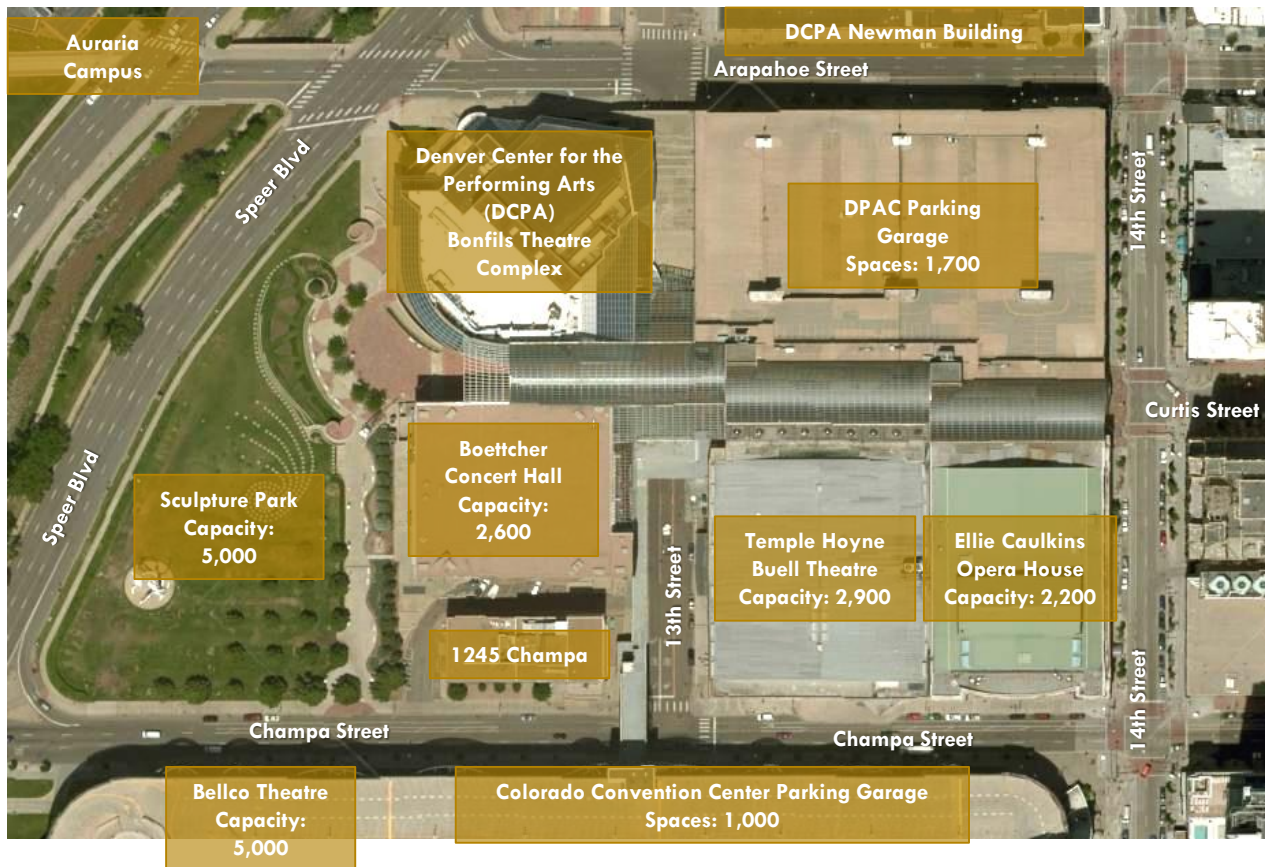 Auraria
Campus
DCPA Newman Building
Arapahoe Street
Speer Blvd
Denver Center for the
Performing Arts
(DCPA)
Bonfils Theatre
Complex
DPAC Parking
Garage
Spaces: 1,700
14th Street
Curtis Street
Speer Blvd
Sculpture Park
Capacity:
5,000
Boettcher
Concert Hall
Capacity:
2,600
13th Street
Temple Hoyne
Buell Theatre
Capacity: 2,900
Ellie Caulkins
Opera House
Capacity: 2,200
1245 Champa
14th Street
Champa Street
Champa Street
Bellco Theatre
Capacity:
5,000
Colorado Convention Center Parking Garage
Spaces: 1,000